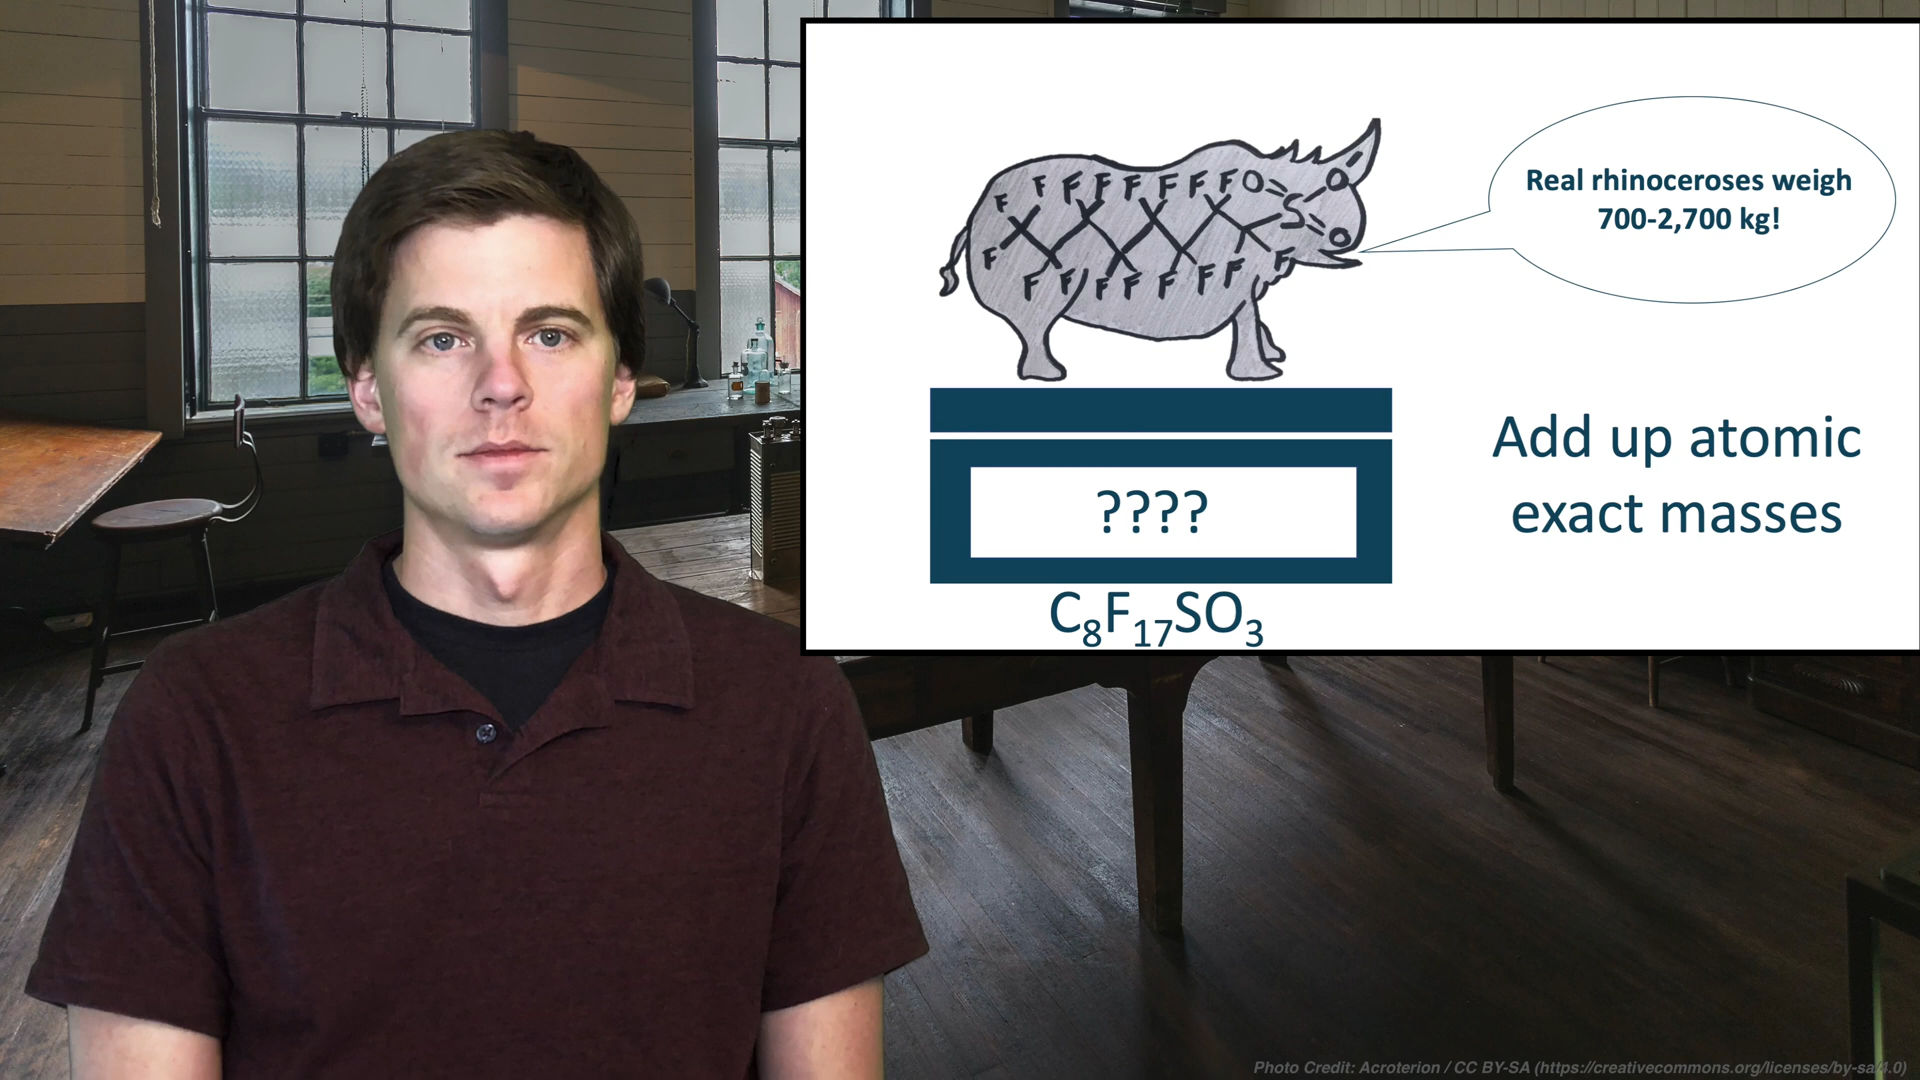 F F F F F F F F O S O
F F F F F F F F F O
Real rhinoceroses weigh
700-2,700 kg!
Add up atomic
exact masses
????
C₈F₁₇SO₃
Photo Credit: Acroterion / CC BY-SA (https://creativecommons.org/licenses/by-sa/4.0)